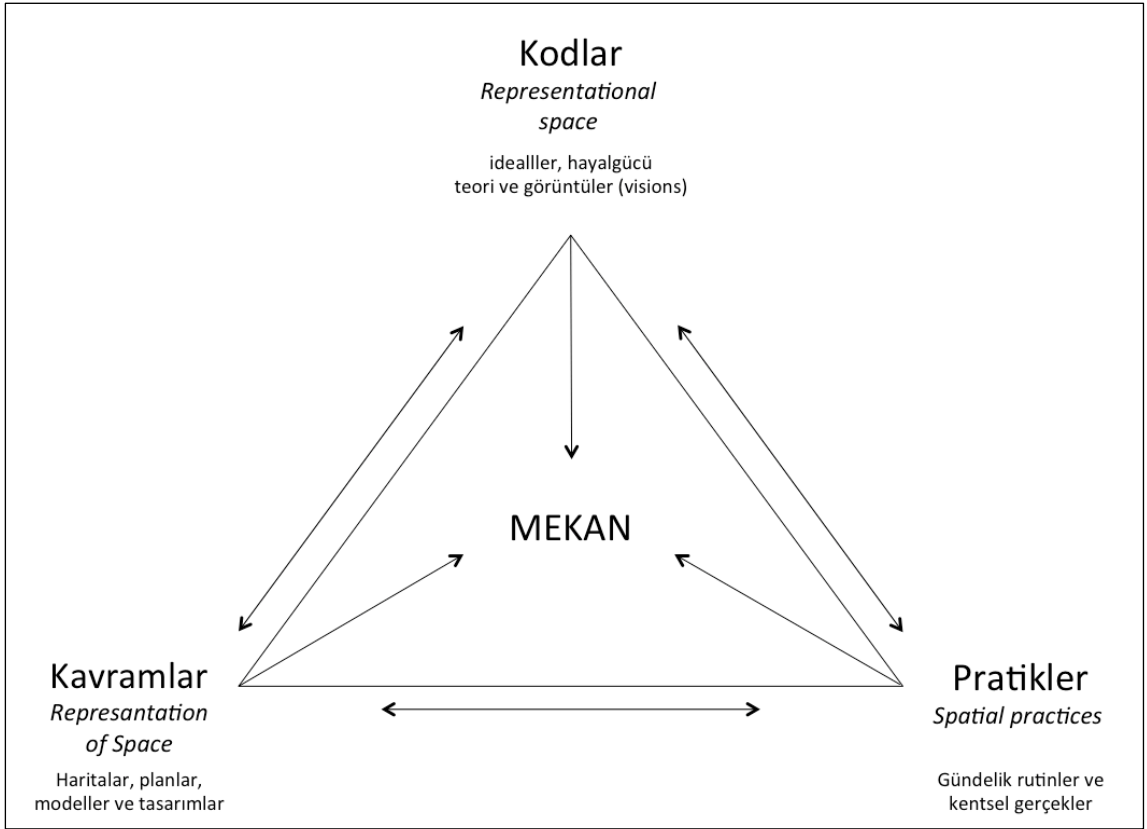 Kodlar
Representational
space
idealller, hayalgücü
teori ve görüntüler (visions)
MEKAN
Kavramlar
Represantation
of Space
Haritalar, planlar,
modeller ve tasarımlar
Pratikler
Spatial practices
Gündelik rutinler ve
kentsel gerçekler